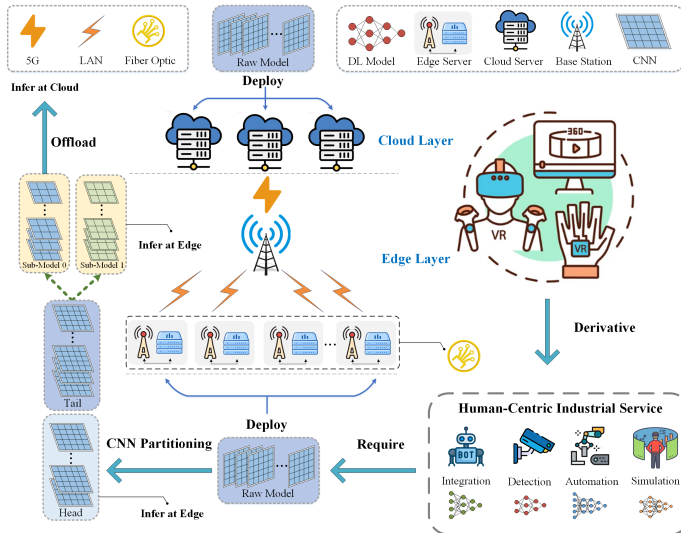 5G
LAN
Fiber Optic
Raw Model
DL Model
Edge Server
Cloud Server
Base Station
CNN
Infer at Cloud
Deploy
Offload
Cloud Layer
360°
VR
VR
Sub-Model 0
Sub-Model 1
Infer at Edge
Edge Layer
Derivative
Tail
Human-Centric Industrial Service
CNN Partitioning
Deploy
Require
BOT
Integration
Detection
Automation
Simulation
Raw Model
Head
Infer at Edge